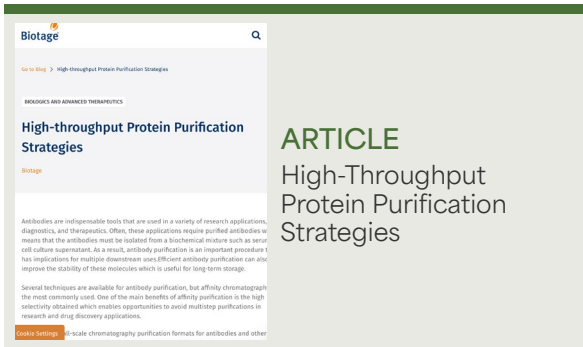 Biotage
Go to Blog > High-throughput Protein Purification Strategies
BIOLOGICS AND ADVANCED THERAPEUTICS
High-throughput Protein Purification
Strategies
Biotage
Antibodies are indispensable tools that are used in a variety of research applications,
diagnostics, and therapeutics. Often, these applications require purified antibodies w
means that the antibodies must be isolated from a biochemical mixture such as serum
cell culture supernatant. As a result, antibody purification is an important procedure t
has implications for multiple downstream uses.Efficient antibody purification can also
improve the stability of these molecules which is useful for long-term storage.
Several techniques are available for antibody purification, but affinity chromatograph
the most commonly used. One of the main benefits of affinity purification is the high
selectivity obtained which enables opportunities to avoid multistep purifications in
research and drug discovery applications.
Cookie Settings
all-scale chromatography purification formats for antibodies and other
ARTICLE
High-Throughput
Protein Purification
Strategies